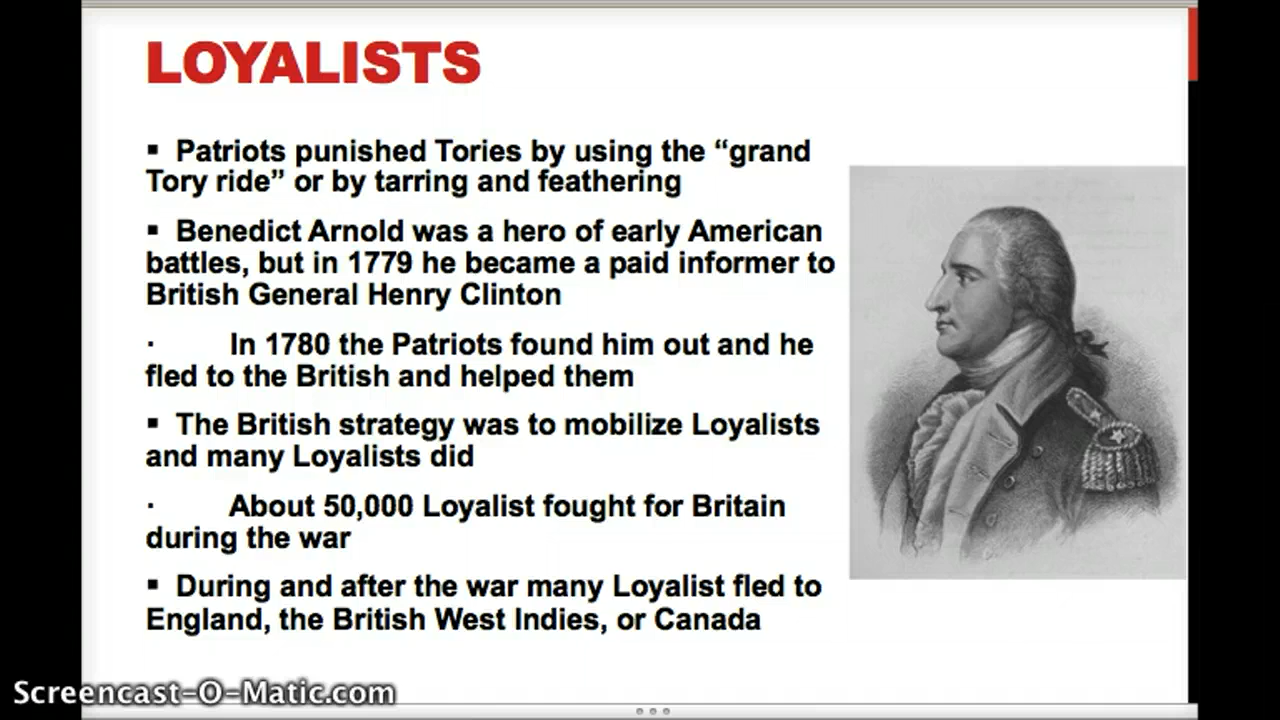 LOYALISTS
▪ Patriots punished Tories by using the “grand
Tory ride” or by tarring and feathering
▪ Benedict Arnold was a hero of early American
battles, but in 1779 he became a paid informer to
British General Henry Clinton
· In 1780 the Patriots found him out and he
fled to the British and helped them
▪ The British strategy was to mobilize Loyalists
and many Loyalists did
· About 50,000 Loyalist fought for Britain
during the war
▪ During and after the war many Loyalist fled to
England, the British West Indies, or Canada
Screencast-O-Matic.com